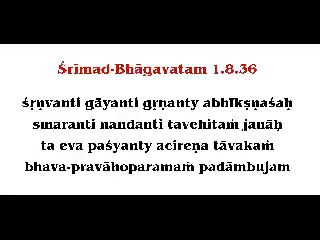 Śrīmad-Bhāgavatam 1.8.36
śṛṇvanti gāyanti gṛṇanty abhīkṣṇaśaḥ
smaranti nandanti tavehitaṁ janāḥ
ta eva paśyanty acireṇa tāvakaṁ
bhava-pravāhoparamaṁ padāmbujam